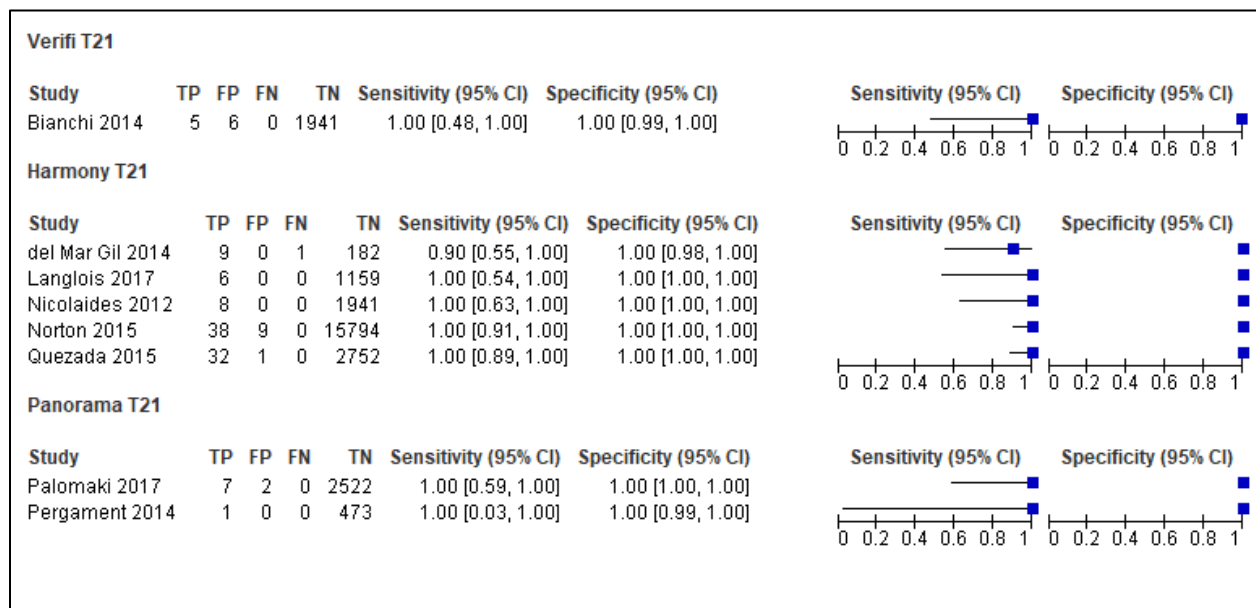 Verifi T21
Study TP FP FN TN Sensitivity (95% CI) Specificity (95% CI) Sensitivity (95% CI) Specificity (95% CI)
Bianchi 2014 5 6 0 1941 1.00 [0.48, 1.00] 1.00 [0.99, 1.00]
0 0.2 0.4 0.6 0.8 1 0 0.2 0.4 0.6 0.8 1
Harmony T21
Study TP FP FN TN Sensitivity (95% CI) Specificity (95% CI) Sensitivity (95% CI) Specificity (95% CI)
del Mar Gil 2014 9 0 1 182 0.90 [0.55, 1.00] 1.00 [0.98, 1.00]
Langlois 2017 6 0 0 1159 1.00 [0.54, 1.00] 1.00 [1.00, 1.00]
Nicolaides 2012 8 0 0 1941 1.00 [0.63, 1.00] 1.00 [1.00, 1.00]
Norton 2015 38 9 0 15794 1.00 [0.91, 1.00] 1.00 [1.00, 1.00]
Quezada 2015 32 1 0 2752 1.00 [0.89, 1.00] 1.00 [1.00, 1.00]
0 0.2 0.4 0.6 0.8 1 0 0.2 0.4 0.6 0.8 1
Panorama T21
Study TP FP FN TN Sensitivity (95% CI) Specificity (95% CI) Sensitivity (95% CI) Specificity (95% CI)
Palomaki 2017 7 2 0 2522 1.00 [0.59, 1.00] 1.00 [1.00, 1.00]
Pergament 2014 1 0 0 473 1.00 [0.03, 1.00] 1.00 [0.99, 1.00]
0 0.2 0.4 0.6 0.8 1 0 0.2 0.4 0.6 0.8 1